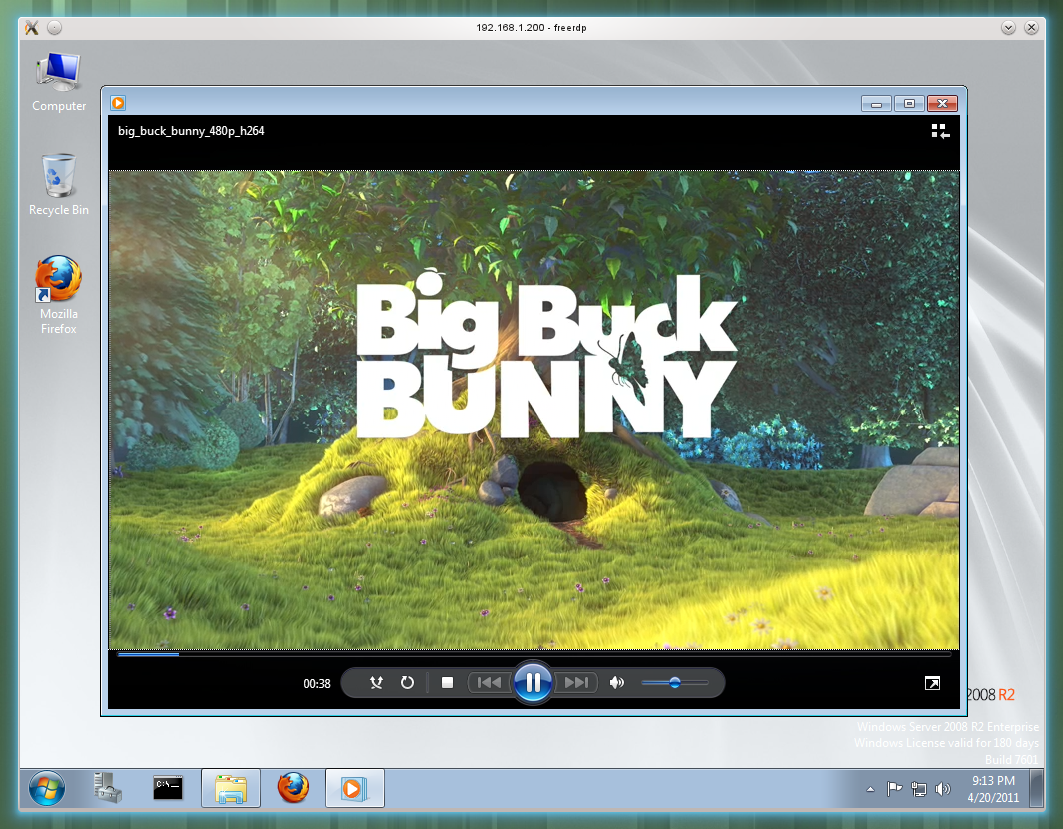 192.168.1.200 - freerdp
Computer
Recycle Bin
Mozilla
Firefox
big_buck_bunny_480p_h264
Big Buck
BUNNY
00:38
2008 R2
Windows Server 2008 R2 Enterprise
Windows License valid for 180 days
Build 7601
C:\_
9:13 PM
4/20/2011